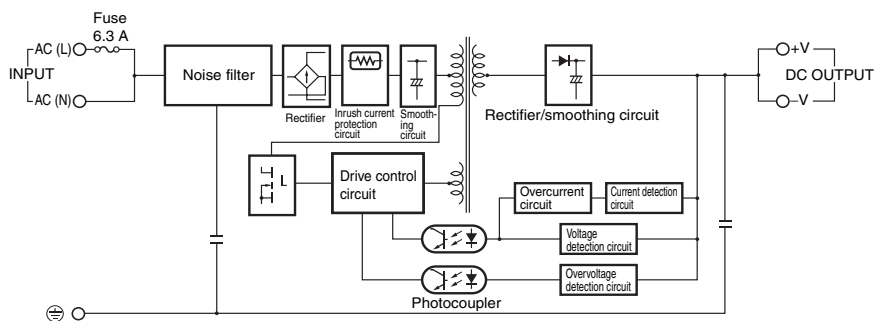 Fuse
6.3 A
AC (L)
INPUT
AC (N)
Noise filter
Rectifier
Inrush current
protection
circuit
Smooth-
ing
circuit
Rectifier/smoothing circuit
+V
DC OUTPUT
–V
Drive control
circuit
Overcurrent
circuit
Current detection
circuit
Voltage
detection circuit
Overvoltage
detection circuit
Photocoupler